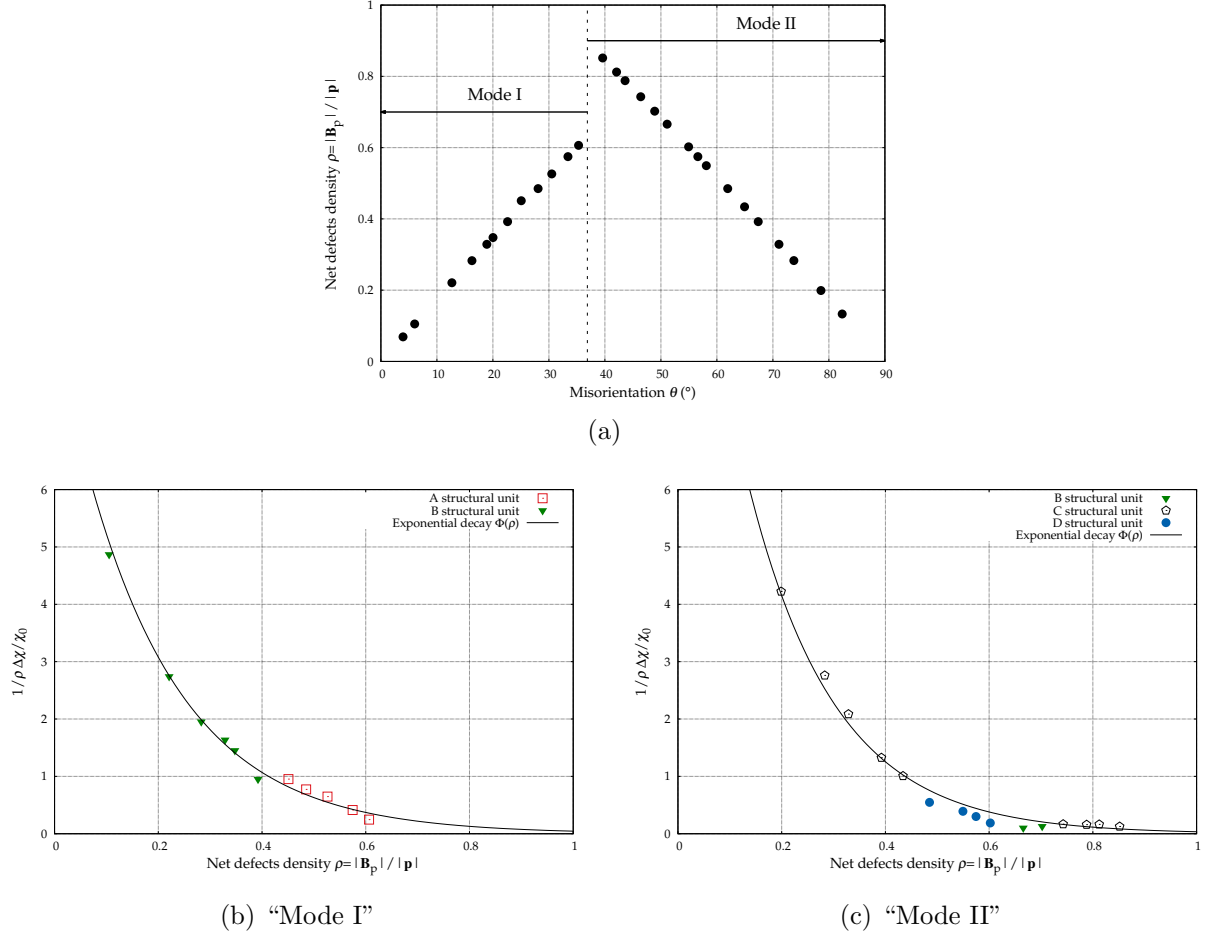 1
0.8
0.6
0.4
0.2
0
Net defects density ρ=|B_p| / |p|
Mode I
Mode II
0 10 20 30 40 50 60 70 80 90
Misorientation θ (°)
(a)
6
5
4
3
2
1
0
1/ρ Δχ/χ₀
A structural unit
B structural unit
Exponential decay Φ(ρ)
0 0.2 0.4 0.6 0.8 1
Net defects density ρ=|B_p| / |p|
(b) “Mode I”
6
5
4
3
2
1
0
1/ρ Δχ/χ₀
B structural unit
C structural unit
D structural unit
Exponential decay Φ(ρ)
0 0.2 0.4 0.6 0.8 1
Net defects density ρ=|B_p| / |p|
(c) “Mode II”